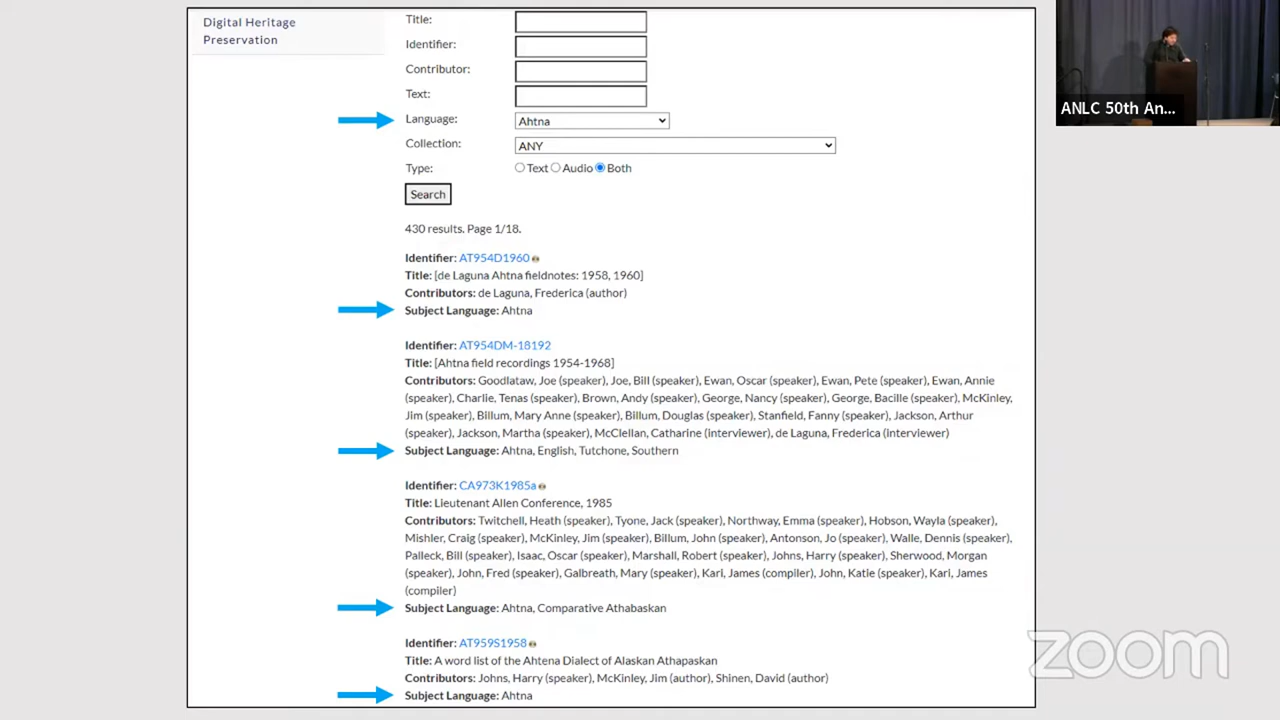 Digital Heritage
Preservation
Title:
Identifier:
Contributor:
Text:
Language: Ahtna
Collection: ANY
Type: Text Audio Both
Search
430 results. Page 1/18.
Identifier: AT954D1960
Title: [de Laguna Ahtna fieldnotes: 1958, 1960]
Contributors: de Laguna, Frederica (author)
Subject Language: Ahtna
Identifier: AT954DM-18192
Title: [Ahtna field recordings 1954-1968]
Contributors: Goodlataw, Joe (speaker), Joe, Bill (speaker), Ewan, Oscar (speaker), Ewan, Pete (speaker), Ewan, Annie
(speaker), Charlie, Tenas (speaker), Brown, Andy (speaker), George, Nancy (speaker), George, Bacille (speaker), McKinley,
Jim (speaker), Billum, Mary Anne (speaker), Billum, Douglas (speaker), Stanfield, Fanny (speaker), Jackson, Arthur
(speaker), Jackson, Martha (speaker), McClellan, Catharine (interviewer), de Laguna, Frederica (interviewer)
Subject Language: Ahtna, English, Tutchone, Southern
Identifier: CA973K1985a
Title: Lieutenant Allen Conference, 1985
Contributors: Twitchell, Heath (speaker), Tyone, Jack (speaker), Northway, Emma (speaker), Hobson, Wayla (speaker),
Mishler, Craig (speaker), McKinley, Jim (speaker), Billum, John (speaker), Antonson, Jo (speaker), Walle, Dennis (speaker),
Palleck, Bill (speaker), Isaac, Oscar (speaker), Marshall, Robert (speaker), Johns, Harry (speaker), Sherwood, Morgan
(speaker), John, Fred (speaker), Galbreath, Mary (speaker), Kari, James (compiler), John, Katie (speaker), Kari, James
(compiler)
Subject Language: Ahtna, Comparative Athabaskan
Identifier: AT959S1958
Title: A word list of the Ahtena Dialect of Alaskan Athapaskan
Contributors: Johns, Harry (speaker), McKinley, Jim (author), Shinen, David (author)
Subject Language: Ahtna
ANLC 50th An...
zoom